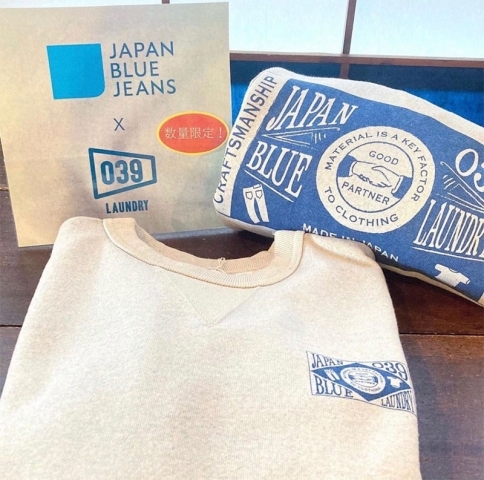 JAPAN
BLUE
JEANS
X
数量限定！
039
LAUNDRY
CRAFTSMANSHIP
JAPAN
BLUE
MATERIAL IS A KEY FACTOR
TO CLOTHING
GOOD
PARTNER
039
LAUNDRY
MADE IN JAPAN
JAPAN
BLUE
039
LAUNDRY